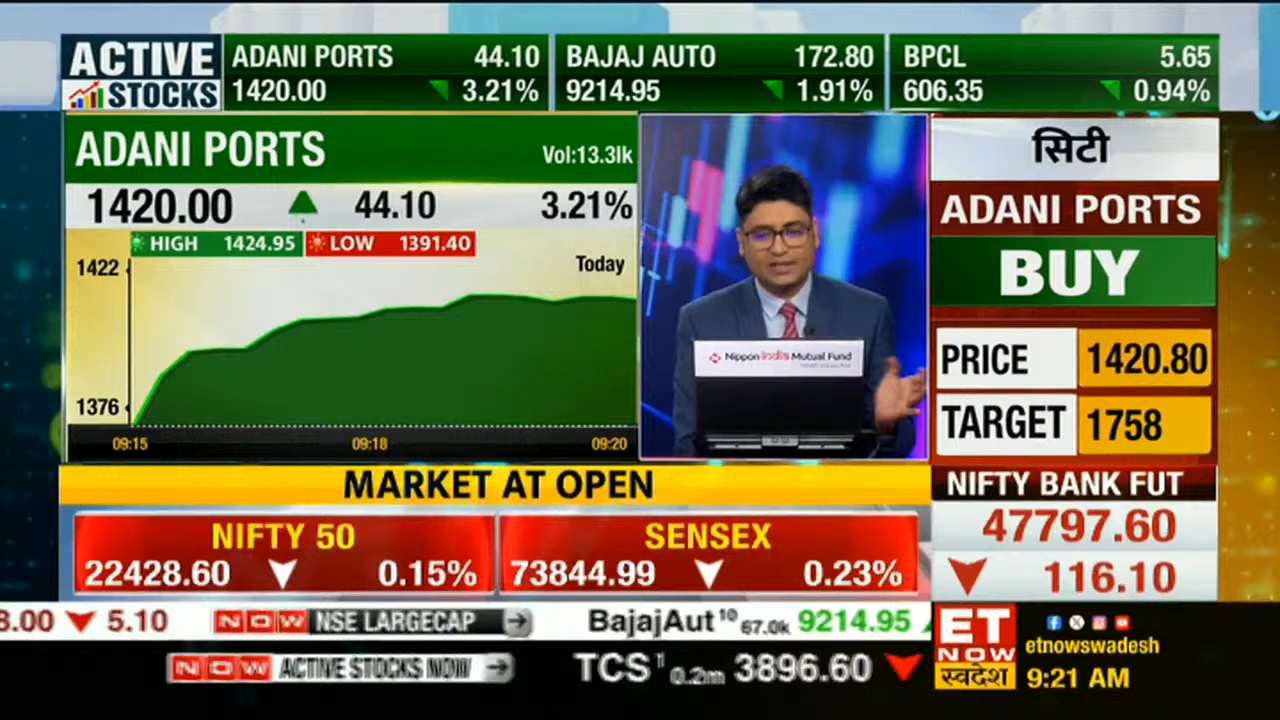 ACTIVE STOCKS
ADANI PORTS 44.10
1420.00 3.21%
BAJAJ AUTO 172.80
9214.95 1.91%
BPCL 5.65
606.35 0.94%
ADANI PORTS Vol:13.3lk
1420.00 44.10 3.21%
HIGH 1424.95 LOW 1391.40
Today
1422
1376
09:15 09:18 09:20
Nippon india Mutual Fund
सिटी
ADANI PORTS
BUY
PRICE 1420.80
TARGET 1758
MARKET AT OPEN
NIFTY 50
22428.60 0.15%
SENSEX
73844.99 0.23%
NIFTY BANK FUT
47797.60
116.10
3.00 5.10 NOW NSE LARGECAP BajajAut 10 67.0k 9214.95
NOW ACTIVE STOCKS NOW TCS 1 0.2m 3896.60
ET
NOW
स्वदेश
etnowswadesh
9:21 AM